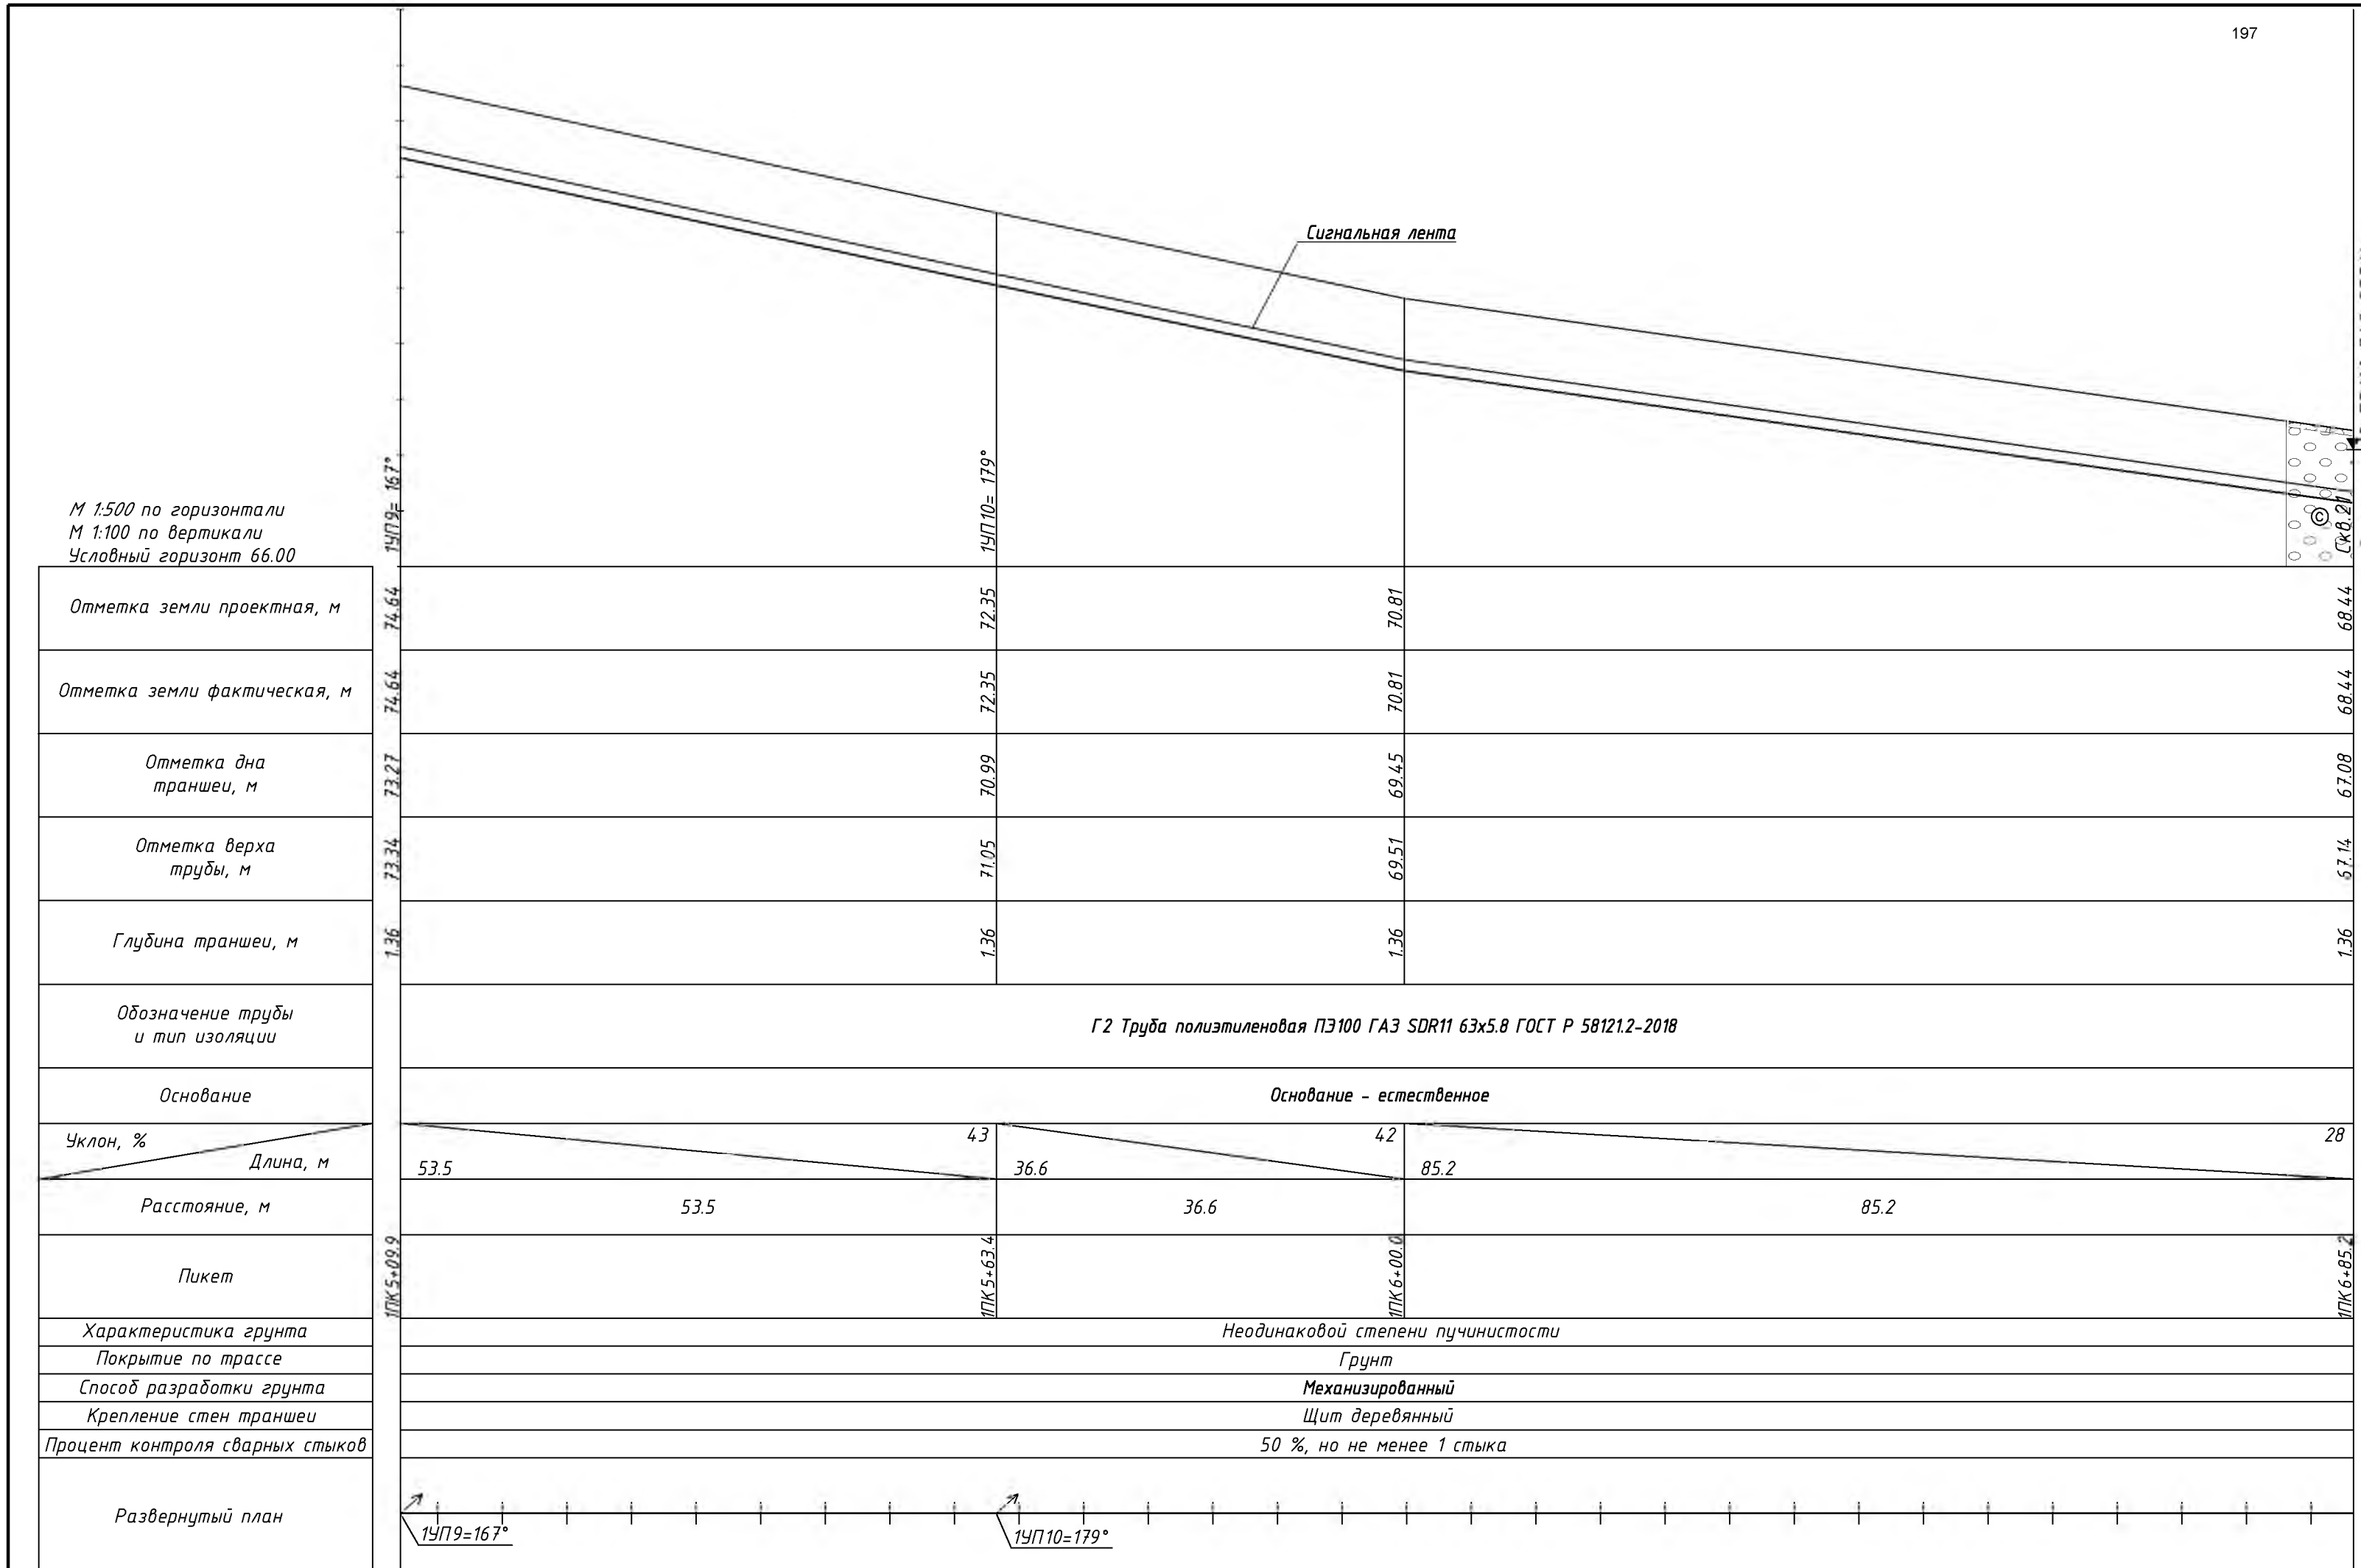 197
Сигнальная лента
М 1:500 по горизонтали
М 1:100 по вертикали
Условный горизонт 66.00
1УП9= 167°
1УП10= 179°
Скв.21
Отметка земли проектная, м
74.64
72.35
70.81
68.44
Отметка земли фактическая, м
74.64
72.35
70.81
68.44
Отметка дна
траншеи, м
73.27
70.99
69.45
67.08
Отметка верха
трубы, м
73.34
71.05
69.51
67.14
Глубина траншеи, м
1.36
1.36
1.36
1.36
Обозначение трубы
и тип изоляции
Г2 Труба полиэтиленовая ПЭ100 ГАЗ SDR11 63х5.8 ГОСТ Р 58121.2-2018
Основание
Основание - естественное
Уклон, %
Длина, м
43
53.5
42
36.6
28
85.2
Расстояние, м
53.5
36.6
85.2
Пикет
1ПК5+09.9
1ПК5+63.4
1ПК6+00.0
1ПК6+85.2
Характеристика грунта
Неодинаковой степени пучинистости
Покрытие по трассе
Грунт
Способ разработки грунта
Механизированный
Крепление стен траншеи
Щит деревянный
Процент контроля сварных стыков
50 %, но не менее 1 стыка
Развернутый план
1УП9=167°
1УП10=179°